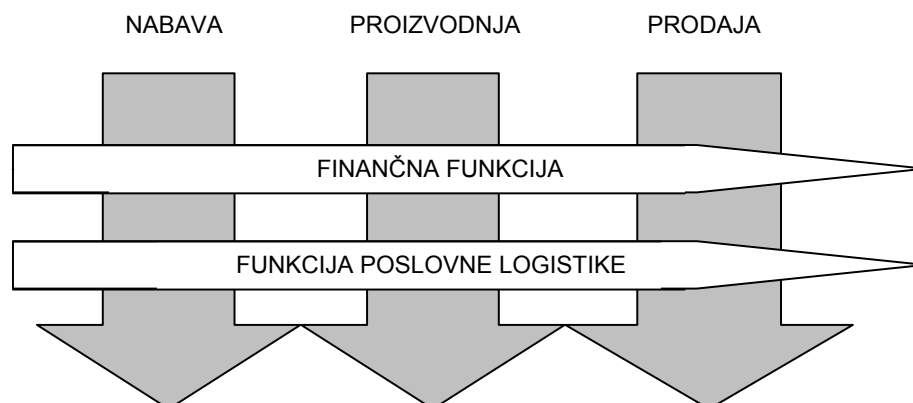 NABAVA PROIZVODNJA PRODAJA
FINANČNA FUNKCIJA
FUNKCIJA POSLOVNE LOGISTIKE